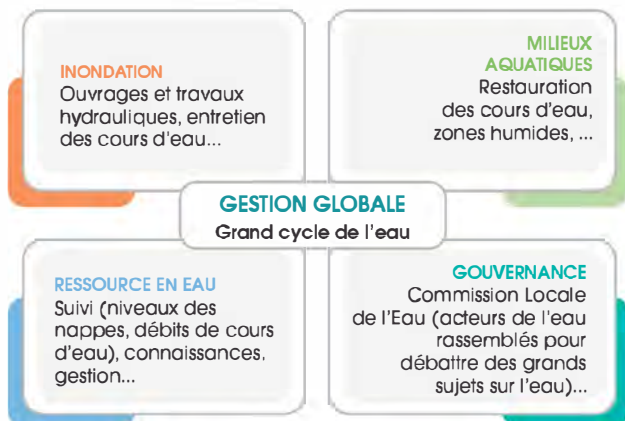 INONDATION
Ouvrages et travaux
hydrauliques, entretien
des cours d'eau...
MILIEUX
AQUATIQUES
Restauration
des cours d'eau,
zones humides, ...
GESTION GLOBALE
Grand cycle de l'eau
RESSOURCE EN EAU
Suivi (niveaux des
nappes, débits de cours
d'eau), connaissances,
gestion...
GOUVERNANCE
Commission Locale
de l'Eau (acteurs de l'eau
rassemblés pour
débattre des grands
sujets sur l'eau)...